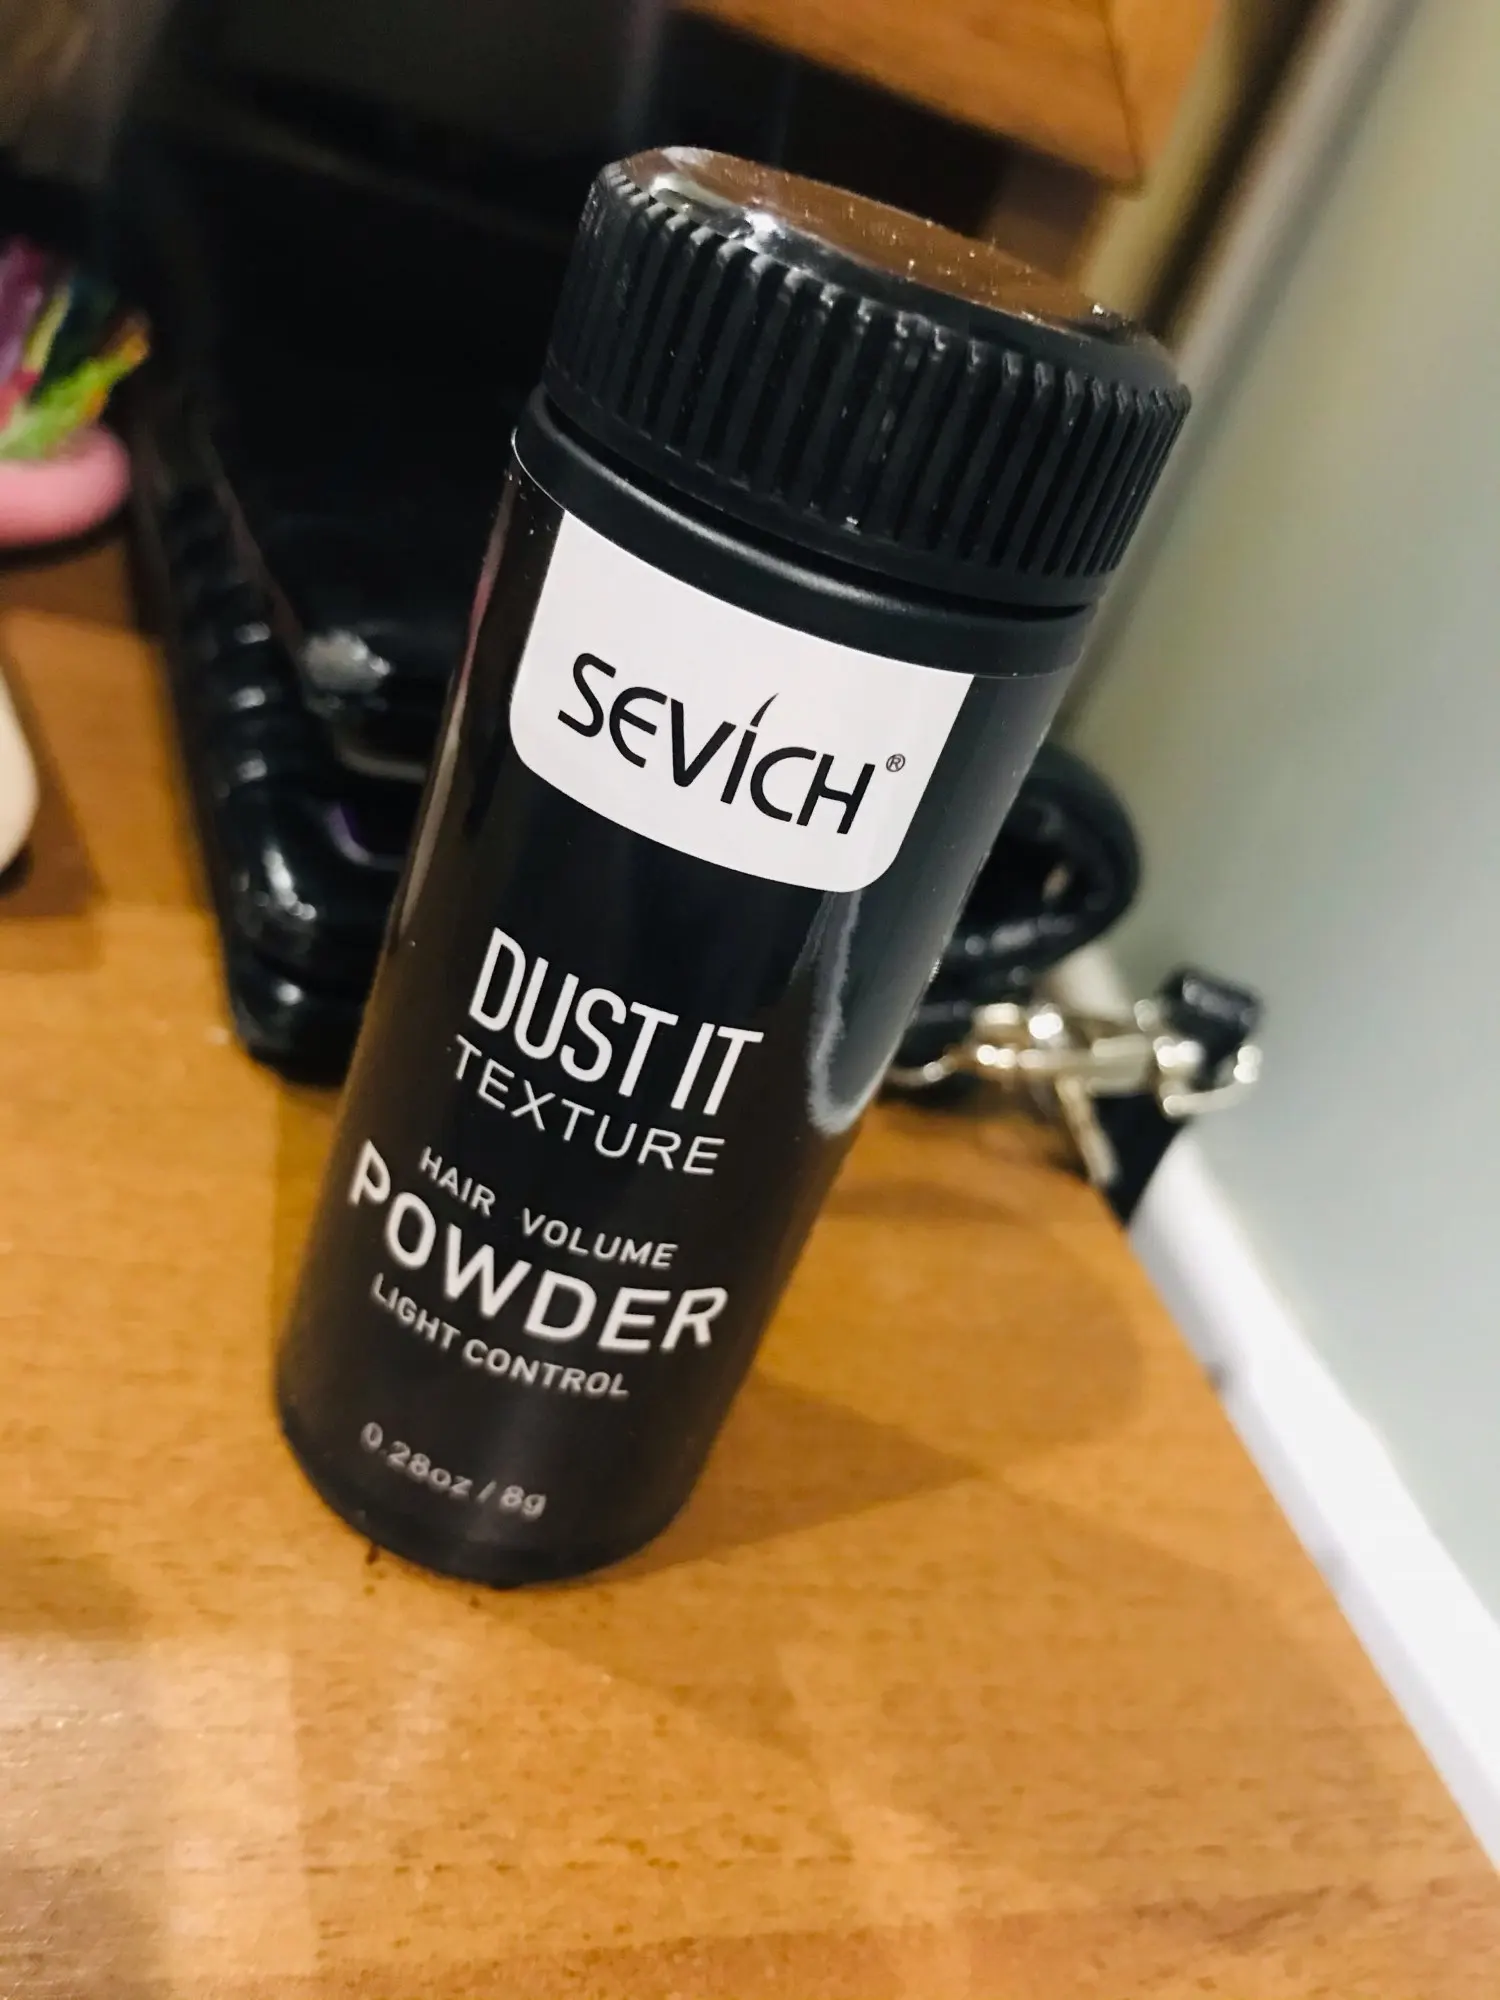 SEVICH®
DUST IT
TEXTURE
HAIR VOLUME
POWDER
LIGHT CONTROL
0.28oz / 8g